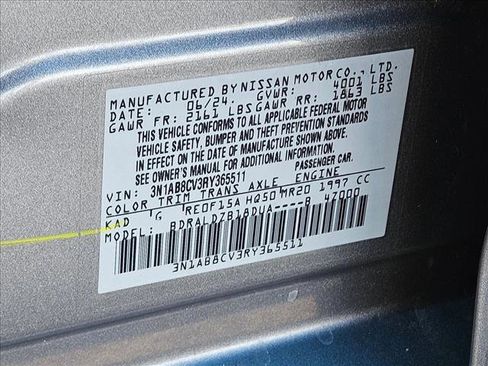 MANUFACTURED BY NISSAN MOTOR CO., LTD.
DATE: 06/24. GVWR: 4001 LBS
GAWR FR: 2161 LBS GAWR RR: 1863 LBS
THIS VEHICLE CONFORMS TO ALL APPLICABLE FEDERAL MOTOR
VEHICLE SAFETY, BUMPER AND THEFT PREVENTION STANDARDS
IN EFFECT ON THE DATE OF MANUFACTURE SHOWN ABOVE.
SEE OWNER'S MANUAL FOR ADDITIONAL INFORMATION
VIN: 3N1AB8CV3RY365511 PASSENGER CAR.
COLOR TRIM TRANS AXLE ENGINE
KAD G RE0F15A HQ50 MR20 1997 CC
MODEL: BDRALDZB18DUA----B 47000
3N1AB8CV3RY365511